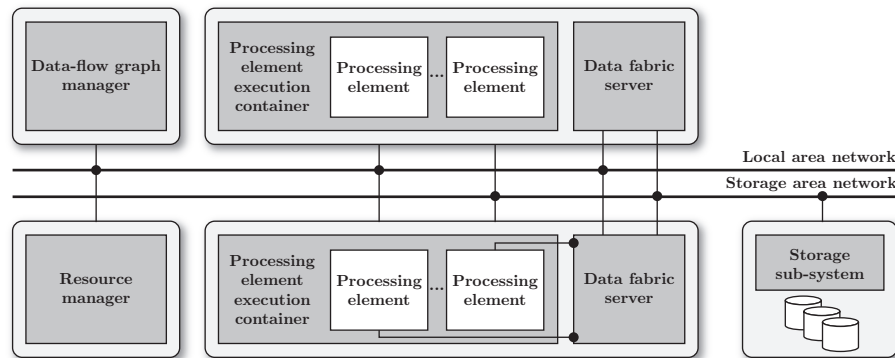 Data-flow graph
manager
Processing
element
execution
container
Processing
element
...
Processing
element
Data fabric
server
Local area network
Storage area network
Resource
manager
Processing
element
execution
container
Processing
element
...
Processing
element
Data fabric
server
Storage
sub-system